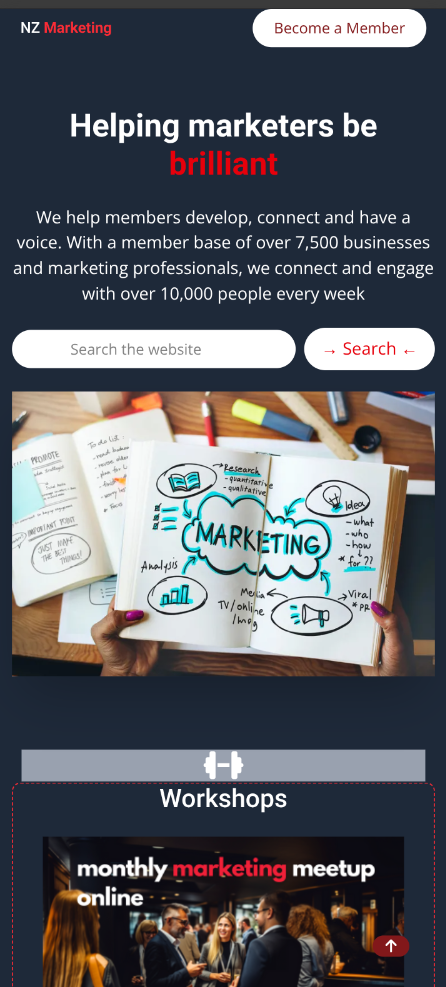 NZ Marketing
Become a Member
Helping marketers be
brilliant
We help members develop, connect and have a
voice. With a member base of over 7,500 businesses
and marketing professionals, we connect and engage
with over 10,000 people every week
Search the website
→ Search ←
PROMOTE
IMPORTANT POINT
JUST MAKE
THE BEST
THINGS!
To do list:
Research
- quantitative
- qualitative
Idea
- what
- who
- how
* for ??
MARKETING
Analysis
Media
TV/online
/mag
Viral
* PR
Workshops
monthly marketing meetup
online